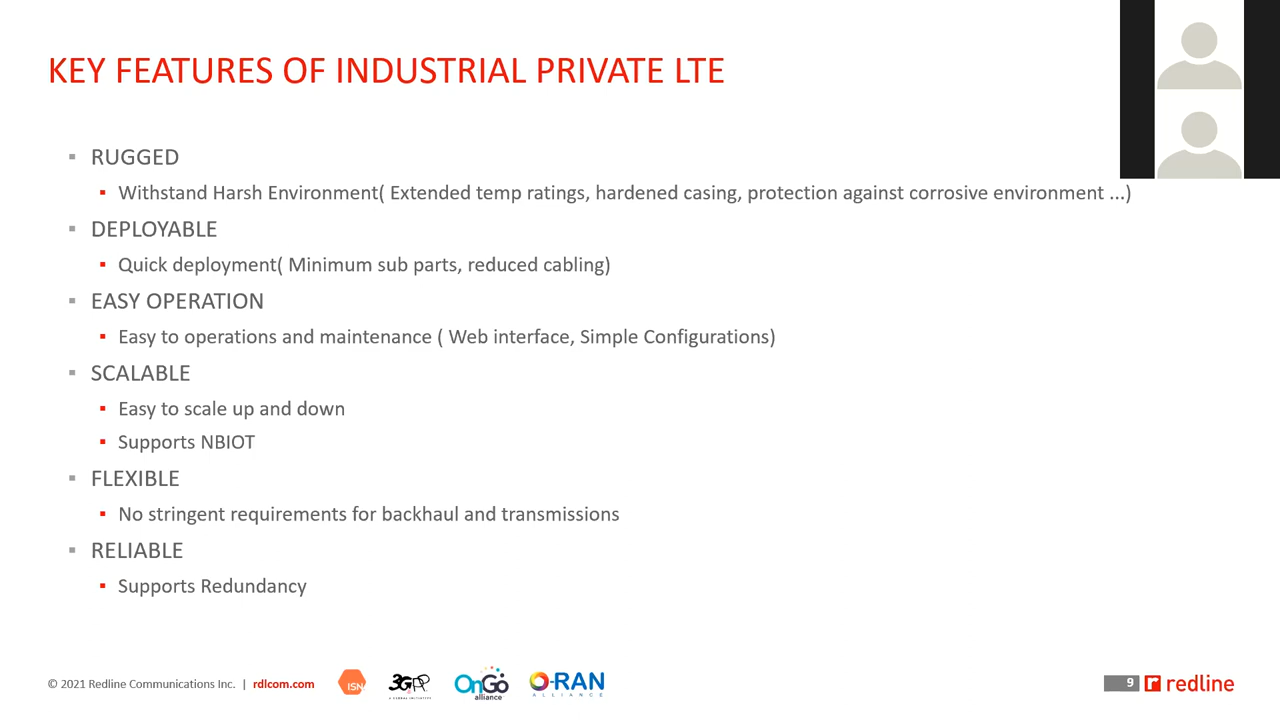 KEY FEATURES OF INDUSTRIAL PRIVATE LTE
RUGGED
Withstand Harsh Environment( Extended temp ratings, hardened casing, protection against corrosive environment ...)
DEPLOYABLE
Quick deployment( Minimum sub parts, reduced cabling)
EASY OPERATION
Easy to operations and maintenance ( Web interface, Simple Configurations)
SCALABLE
Easy to scale up and down
Supports NBIOT
FLEXIBLE
No stringent requirements for backhaul and transmissions
RELIABLE
Supports Redundancy
© 2021 Redline Communications Inc. | rdlcom.com
ISN
3GPP
A GLOBAL INITIATIVE
OnGo
alliance
O-RAN
ALLIANCE
9
redline